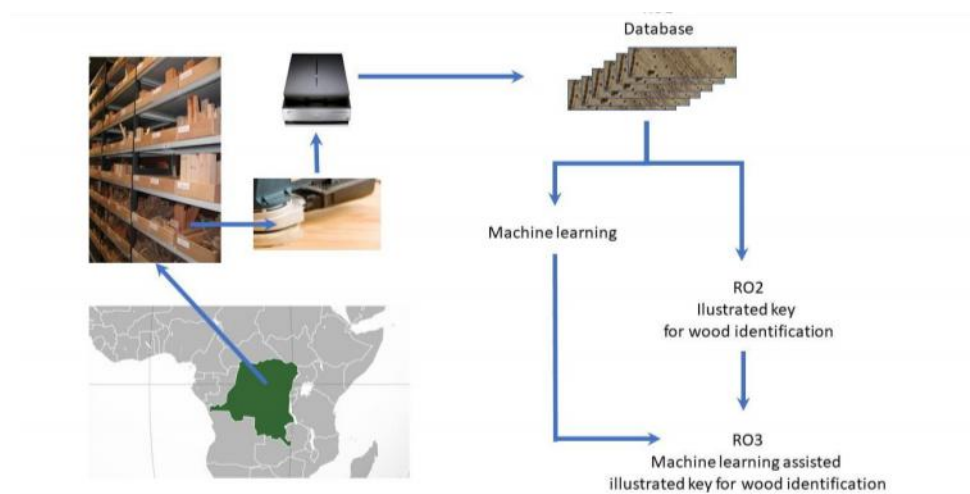 Database
Machine learning
RO2
Illustrated key
for wood identification
RO3
Machine learning assisted
illustrated key for wood identification